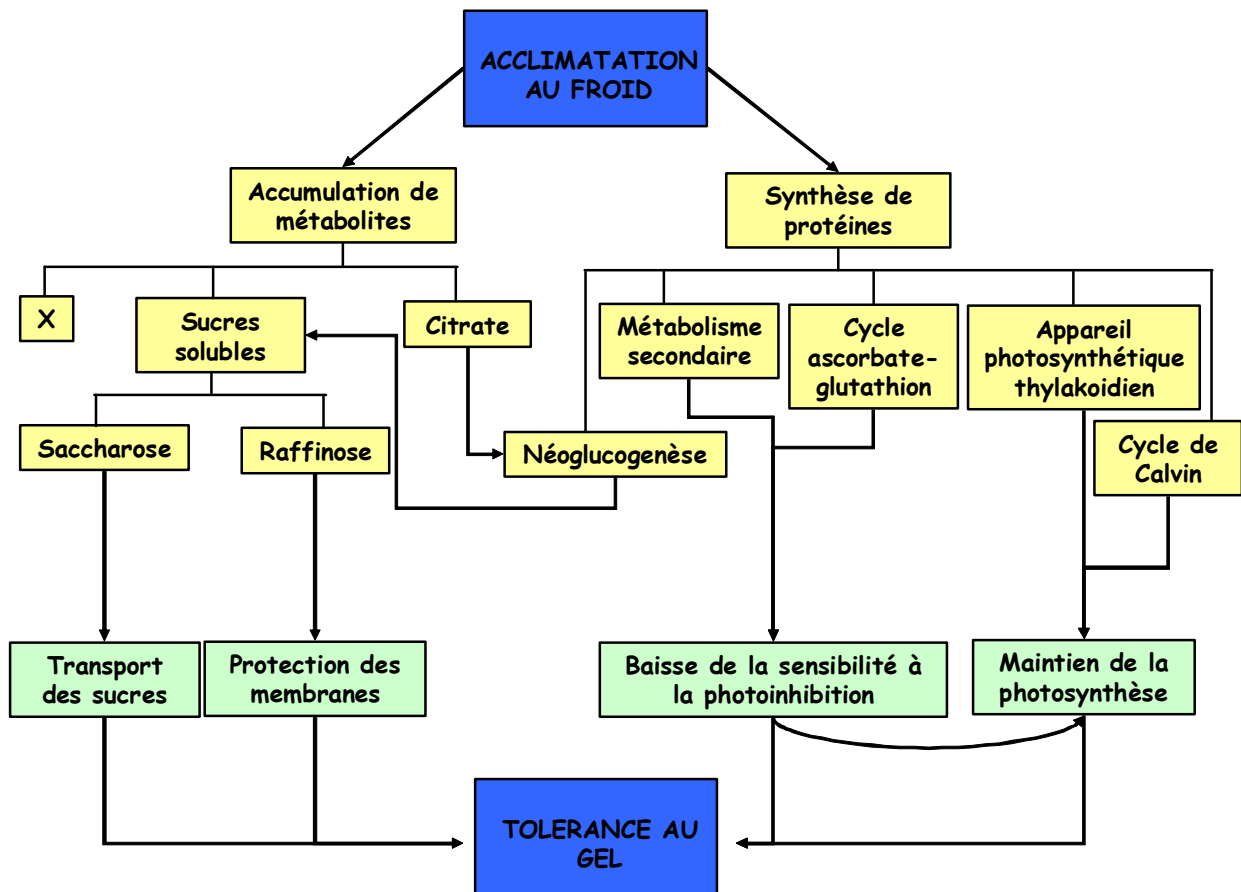 ACCLIMATATION
AU FROID
Accumulation de
métabolites
Synthèse de
protéines
X
Sucres
solubles
Citrate
Métabolisme
secondaire
Cycle
ascorbate-
glutathion
Appareil
photosynthétique
thylakoidien
Saccharose
Raffinose
Néoglucogenèse
Cycle de
Calvin
Transport
des sucres
Protection des
membranes
Baisse de la sensibilité à
la photoinhibition
Maintien de la
photosynthèse
TOLERANCE AU
GEL